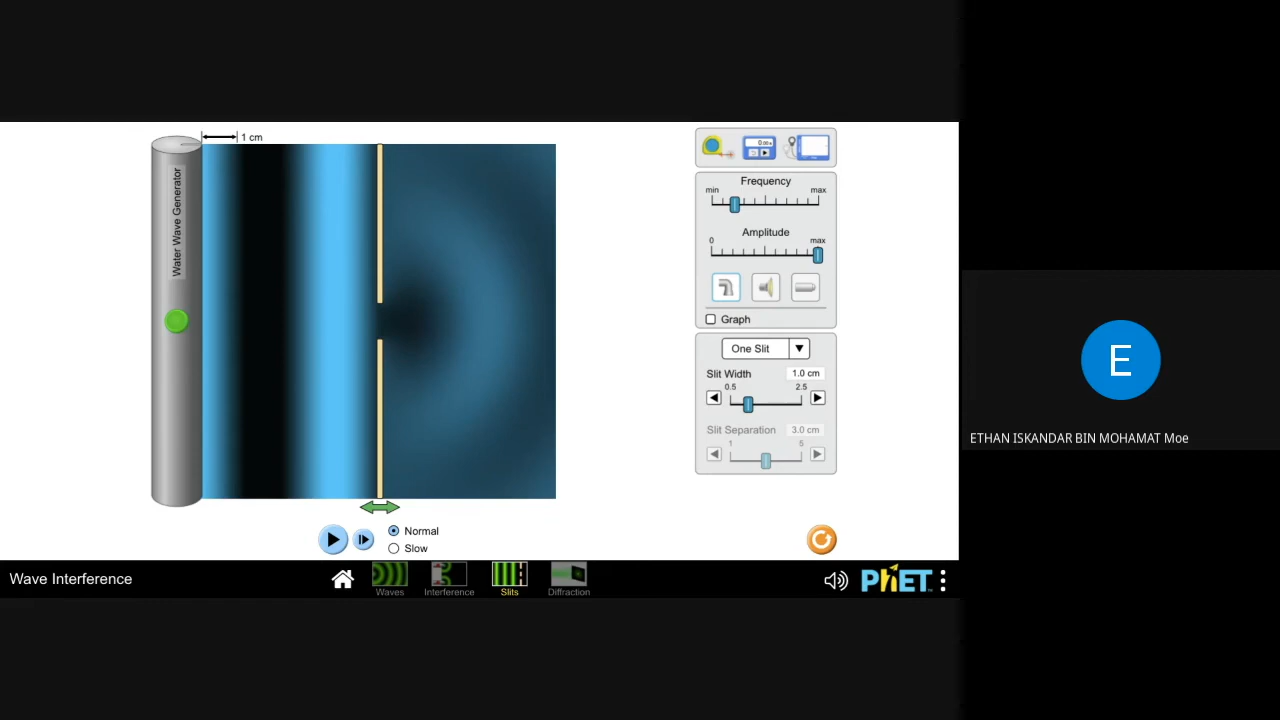 1 cm
Water Wave Generator
Frequency
min
max
Amplitude
0
max
Graph
One Slit
Slit Width
1.0 cm
0.5
2.5
Slit Separation
3.0 cm
1
5
Normal
Slow
Wave Interference
Waves
Interference
Slits
Diffraction
PhET
E
ETHAN ISKANDAR BIN MOHAMAT Moe